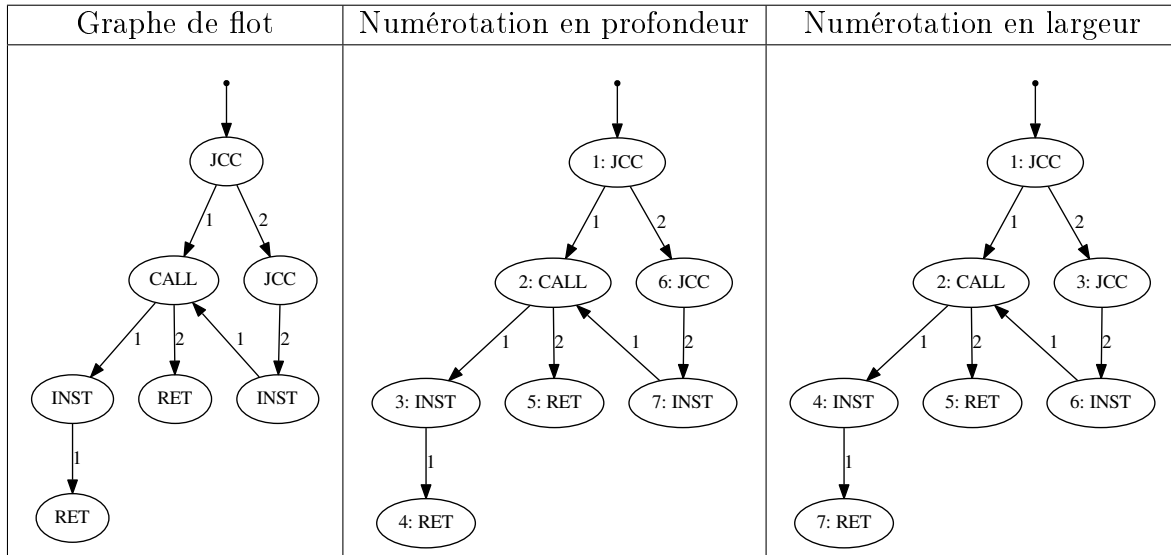 Graphe de flot
Numérotation en profondeur
Numérotation en largeur
JCC
1
2
CALL
JCC
1
2
1
2
INST
RET
INST
1
RET
1: JCC
1
2
2: CALL
6: JCC
1
2
1
2
3: INST
5: RET
7: INST
1
4: RET
1: JCC
1
2
2: CALL
3: JCC
1
2
1
2
4: INST
5: RET
6: INST
1
7: RET